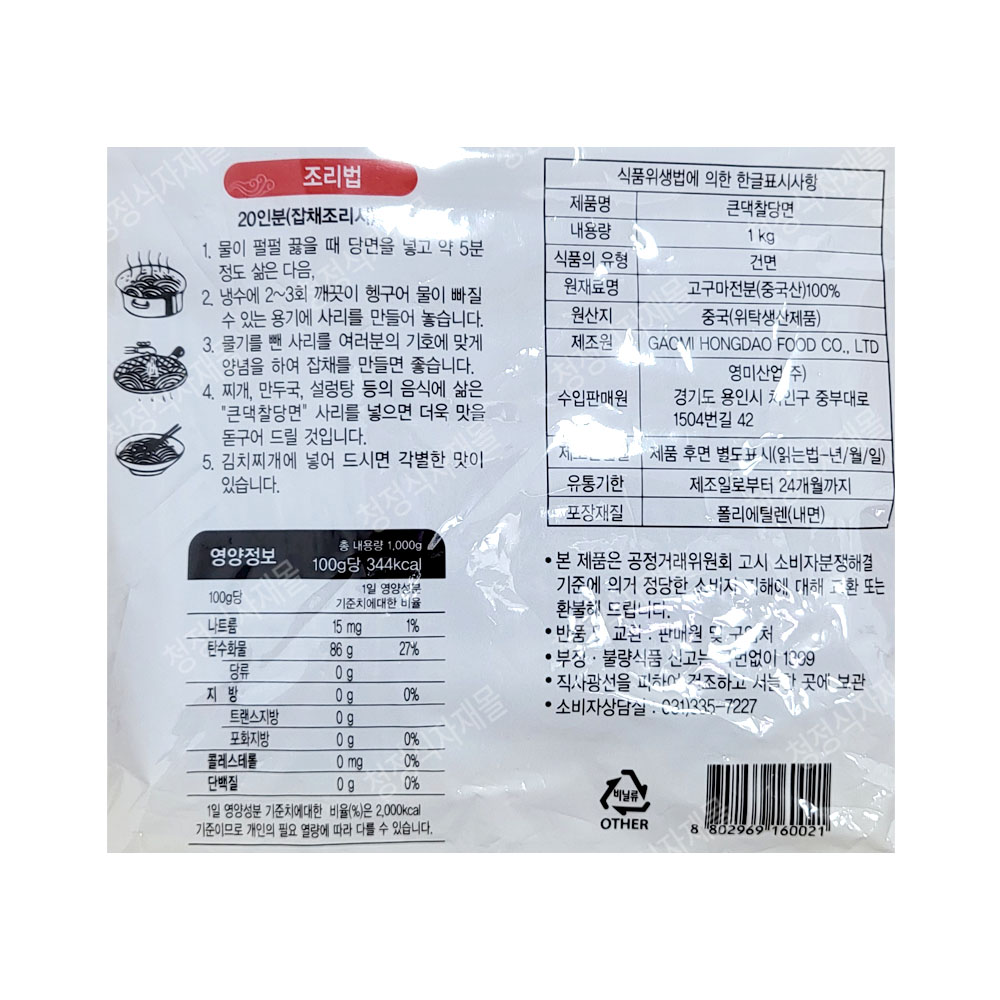 조리법
20인분(잡채조리시)
1. 물이 펄펄 끓을 때 당면을 넣고 약 5분
정도 삶은 다음,
2. 냉수에 2~3회 깨끗이 헹구어 물이 빠질
수 있는 용기에 사리를 만들어 놓습니다.
3. 물기를 뺀 사리를 여러분의 기호에 맞게
양념을 하여 잡채를 만들면 좋습니다.
4. 찌개, 만두국, 설렁탕 등의 음식에 삶은
"큰댁찰당면" 사리를 넣으면 더욱 맛을
돋구어 드릴 것입니다.
5. 김치찌개에 넣어 드시면 각별한 맛이
있습니다.
영양정보
총 내용량 1,000g
100g당 344kcal
100g당 1일 영양성분
기준치에대한 비율
나트륨 15 mg 1%
탄수화물 86 g 27%
당류 0 g
지 방 0 g 0%
트랜스지방 0 g
포화지방 0 g 0%
콜레스테롤 0 mg 0%
단백질 0 g 0%
1일 영양성분 기준치에대한 비율(%)은 2,000kcal
기준이므로 개인의 필요 열량에 따라 다를 수 있습니다.
식품위생법에 의한 한글표시사항
제품명 큰댁찰당면
내용량 1 kg
식품의 유형 건면
원재료명 고구마전분(중국산)100%
원산지 중국(위탁생산제품)
제조원 GAOMI HONGDAO FOOD CO., LTD
수입판매원 영미산업(주)
경기도 용인시 처인구 중부대로
1504번길 42
제품 후면 별도표시(읽는법-년/월/일)
유통기한 제조일로부터 24개월까지
포장재질 폴리에틸렌(내면)
• 본 제품은 공정거래위원회 고시 소비자분쟁해결
기준에 의거 정당한 소비자 피해에 대해 교환 또는
환불해 드립니다.
• 반품 및 교환 : 판매원 및 구입처
• 부정 · 불량식품 신고는 국번없이 1399
• 직사광선을 피하여 건조하고 서늘한 곳에 보관
• 소비자상담실 : 031)335-7227
비닐류
OTHER
8 802969 160021
청정식자재몰